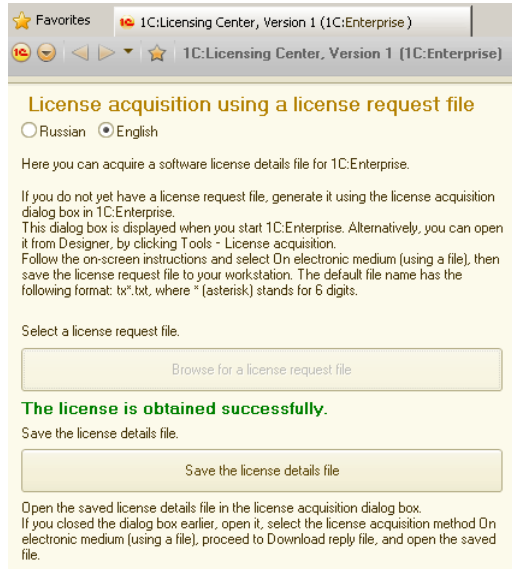 Favorites
1C:Licensing Center, Version 1 (1C:Enterprise)
1C:Licensing Center, Version 1 (1C:Enterprise)
License acquisition using a license request file
Russian
English
Here you can acquire a software license details file for 1C:Enterprise.
If you do not yet have a license request file, generate it using the license acquisition
dialog box in 1C:Enterprise.
This dialog box is displayed when you start 1C:Enterprise. Alternatively, you can open
it from Designer, by clicking Tools - License acquisition.
Follow the on-screen instructions and select On electronic medium (using a file), then
save the license request file to your workstation. The default file name has the
following format: tx*.txt, where * (asterisk) stands for 6 digits.
Select a license request file.
Browse for a license request file
The license is obtained successfully.
Save the license details file.
Save the license details file
Open the saved license details file in the license acquisition dialog box.
If you closed the dialog box earlier, open it, select the license acquisition method On
electronic medium (using a file), proceed to Download reply file, and open the saved
file.